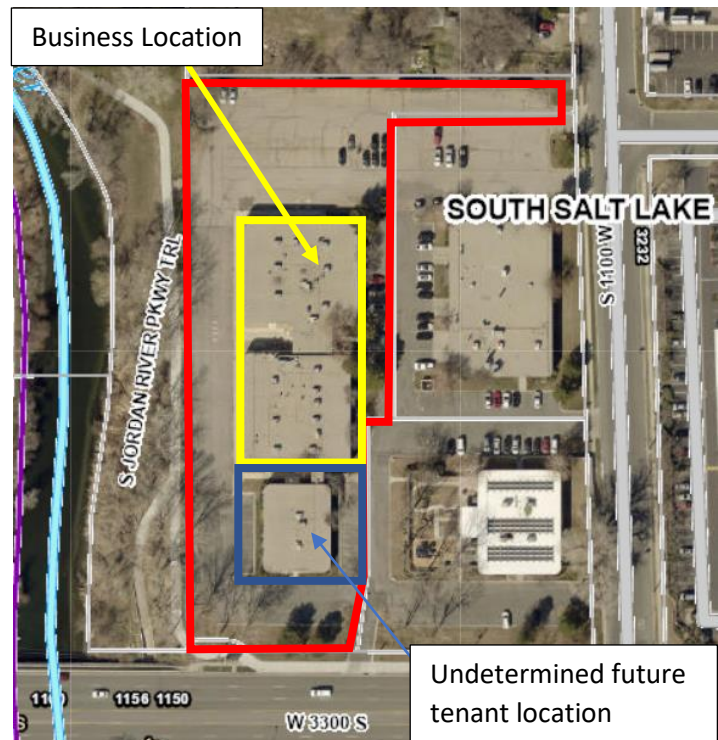 Business Location
SOUTH SALT LAKE
S JORDAN RIVER PKWY TRL
S 1100 W
3232
1156 1150
W 3300 S
Undetermined future
tenant location